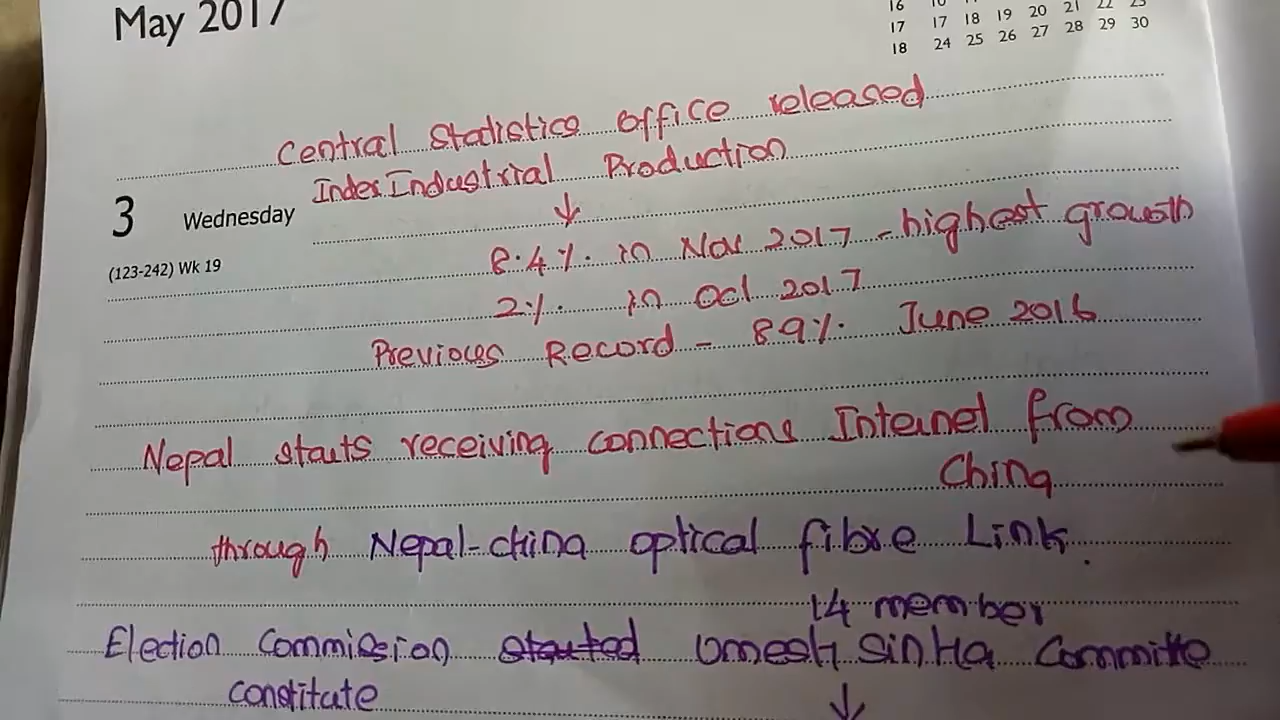 May 2017
16
17 17 18 19 20 21 22 23
18 24 25 26 27 28 29 30
Central Statistics office released
Index Industrial Production
↓
3 Wednesday
(123-242) Wk 19
8.4%. in Nov 2017 - highest growth
2%. in Oct 2017
Previous Record - 89%. June 2016
Nepal starts receiving connections Internet from
China
through Nepal-china optical fibre Link.
14 member
Election Commission started Umesh sinHa Committe
constitute
↓